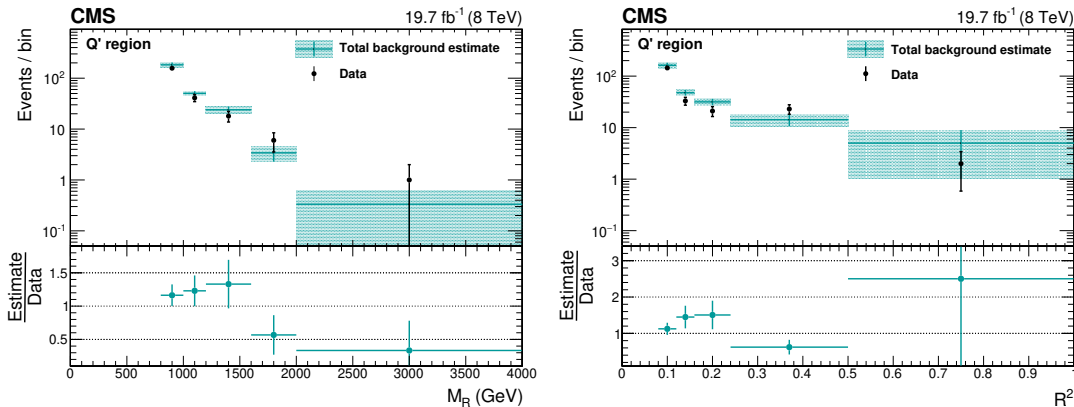 CMS
19.7 fb⁻¹ (8 TeV)
Q' region
Total background estimate
Data
Events / bin
10²
10
1
10⁻¹
Estimate
Data
1.5
1
0.5
0 500 1000 1500 2000 2500 3000 3500 4000
M_R (GeV)
CMS
19.7 fb⁻¹ (8 TeV)
Q' region
Total background estimate
Data
Events / bin
10²
10
1
10⁻¹
Estimate
Data
3
2
1
0 0.1 0.2 0.3 0.4 0.5 0.6 0.7 0.8 0.9 1
R²